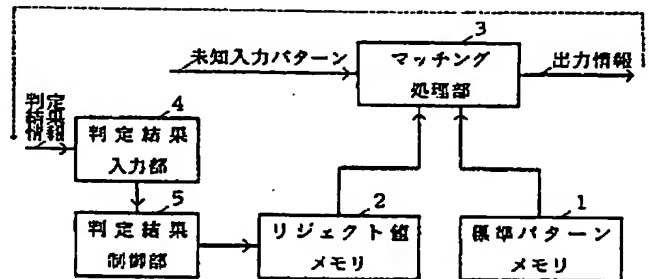 3
未知入力パターン
マッチング
処理部
出力情報
判定
結果
情報
4
判定結果
入力部
5
判定結果
制御部
2
リジェクト値
メモリ
1
標準パターン
メモリ